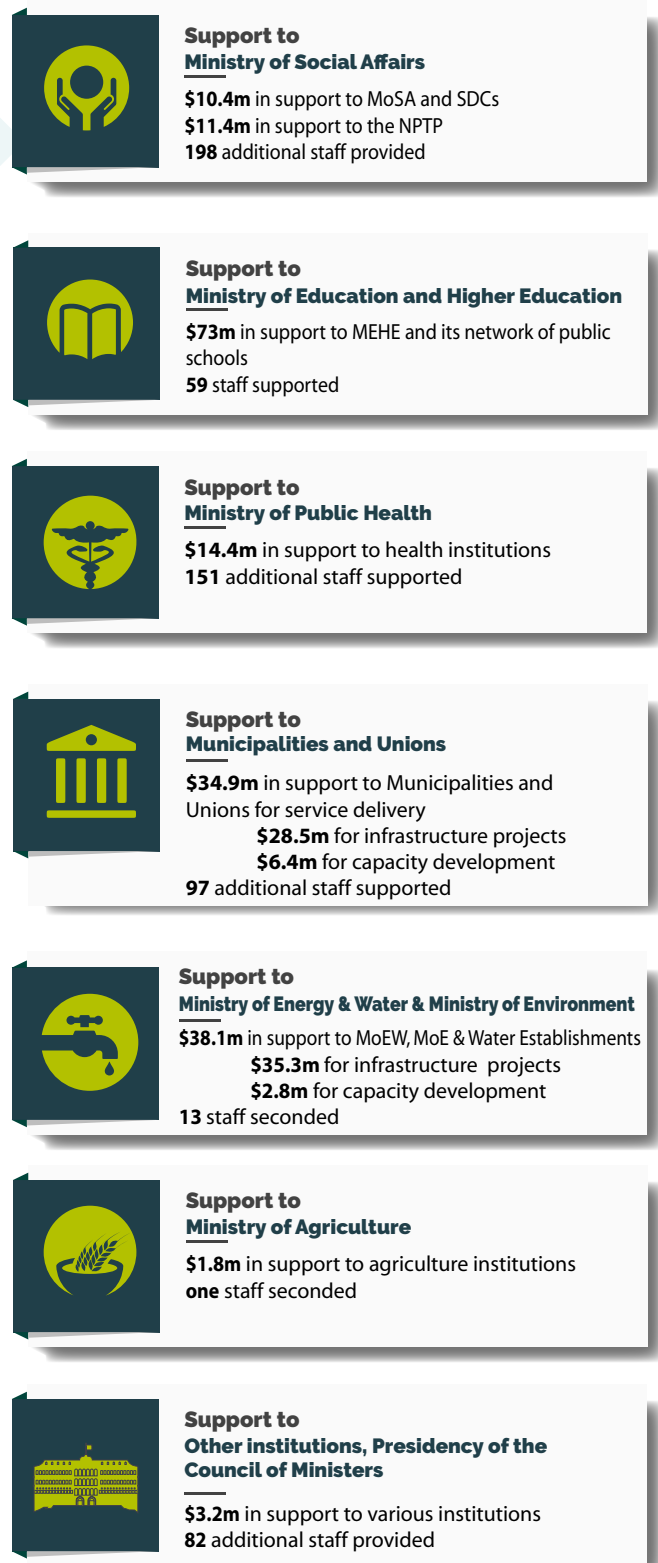 Support to
Ministry of Social Affairs
$10.4m in support to MoSA and SDCs
$11.4m in support to the NPTP
198 additional staff provided
Support to
Ministry of Education and Higher Education
$73m in support to MEHE and its network of public
schools
59 staff supported
Support to
Ministry of Public Health
$14.4m in support to health institutions
151 additional staff supported
Support to
Municipalities and Unions
$34.9m in support to Municipalities and
Unions for service delivery
$28.5m for infrastructure projects
$6.4m for capacity development
97 additional staff supported
Support to
Ministry of Energy & Water & Ministry of Environment
$38.1m in support to MoEW, MoE & Water Establishments
$35.3m for infrastructure projects
$2.8m for capacity development
13 staff seconded
Support to
Ministry of Agriculture
$1.8m in support to agriculture institutions
one staff seconded
Support to
Other institutions, Presidency of the
Council of Ministers
$3.2m in support to various institutions
82 additional staff provided